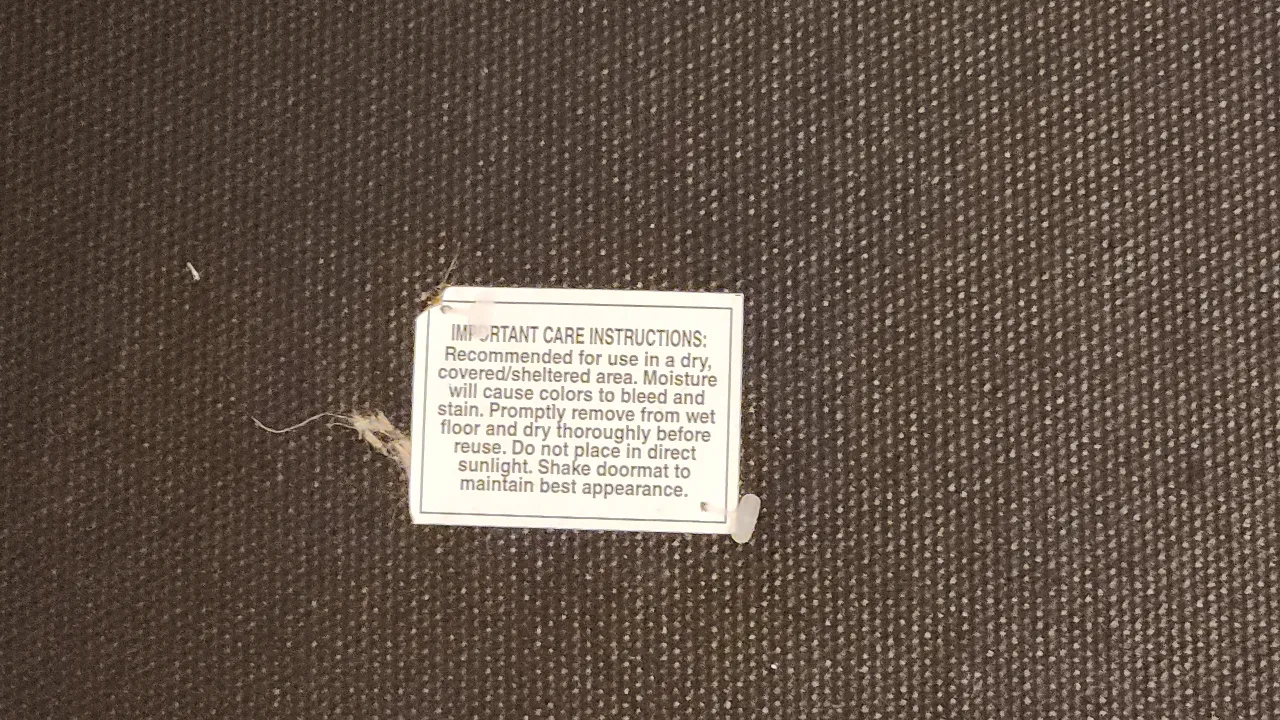 IMPORTANT CARE INSTRUCTIONS:
Recommended for use in a dry,
covered/sheltered area. Moisture
will cause colors to bleed and
stain. Promptly remove from wet
floor and dry thoroughly before
reuse. Do not place in direct
sunlight. Shake doormat to
maintain best appearance.